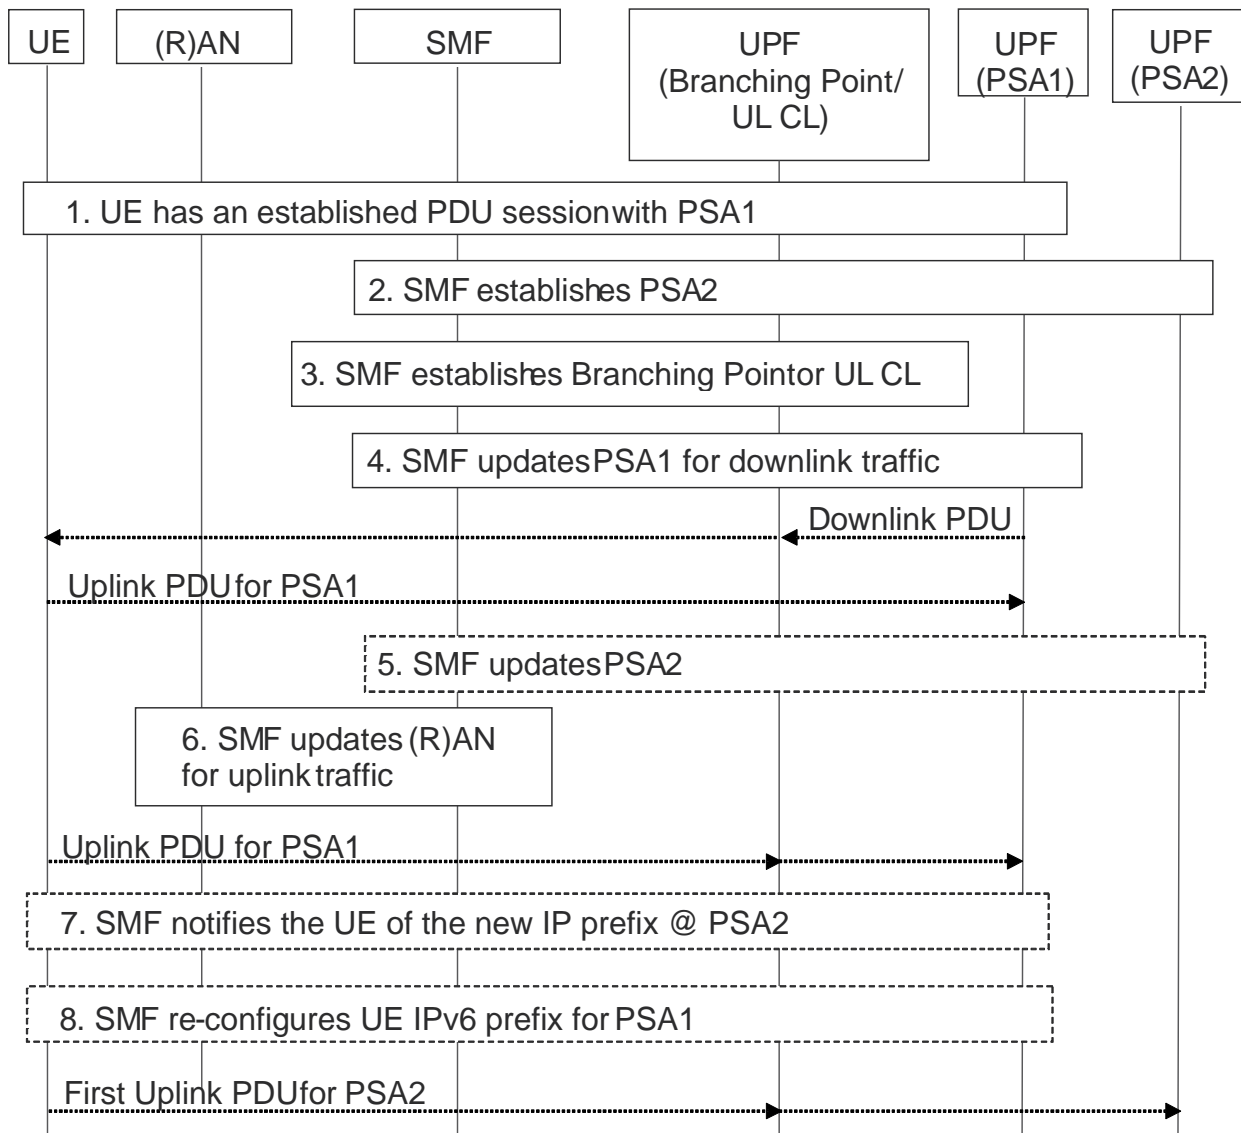 UE
(R)AN
SMF
UPF
(Branching Point/
UL CL)
UPF
(PSA1)
UPF
(PSA2)
1. UE has an established PDU session with PSA1
2. SMF establishes PSA2
3. SMF establishes Branching Point or UL CL
4. SMF updates PSA1 for downlink traffic
Downlink PDU
Uplink PDU for PSA1
5. SMF updates PSA2
6. SMF updates (R)AN
for uplink traffic
Uplink PDU for PSA1
7. SMF notifies the UE of the new IP prefix @ PSA2
8. SMF re-configures UE IPv6 prefix for PSA1
First Uplink PDU for PSA2